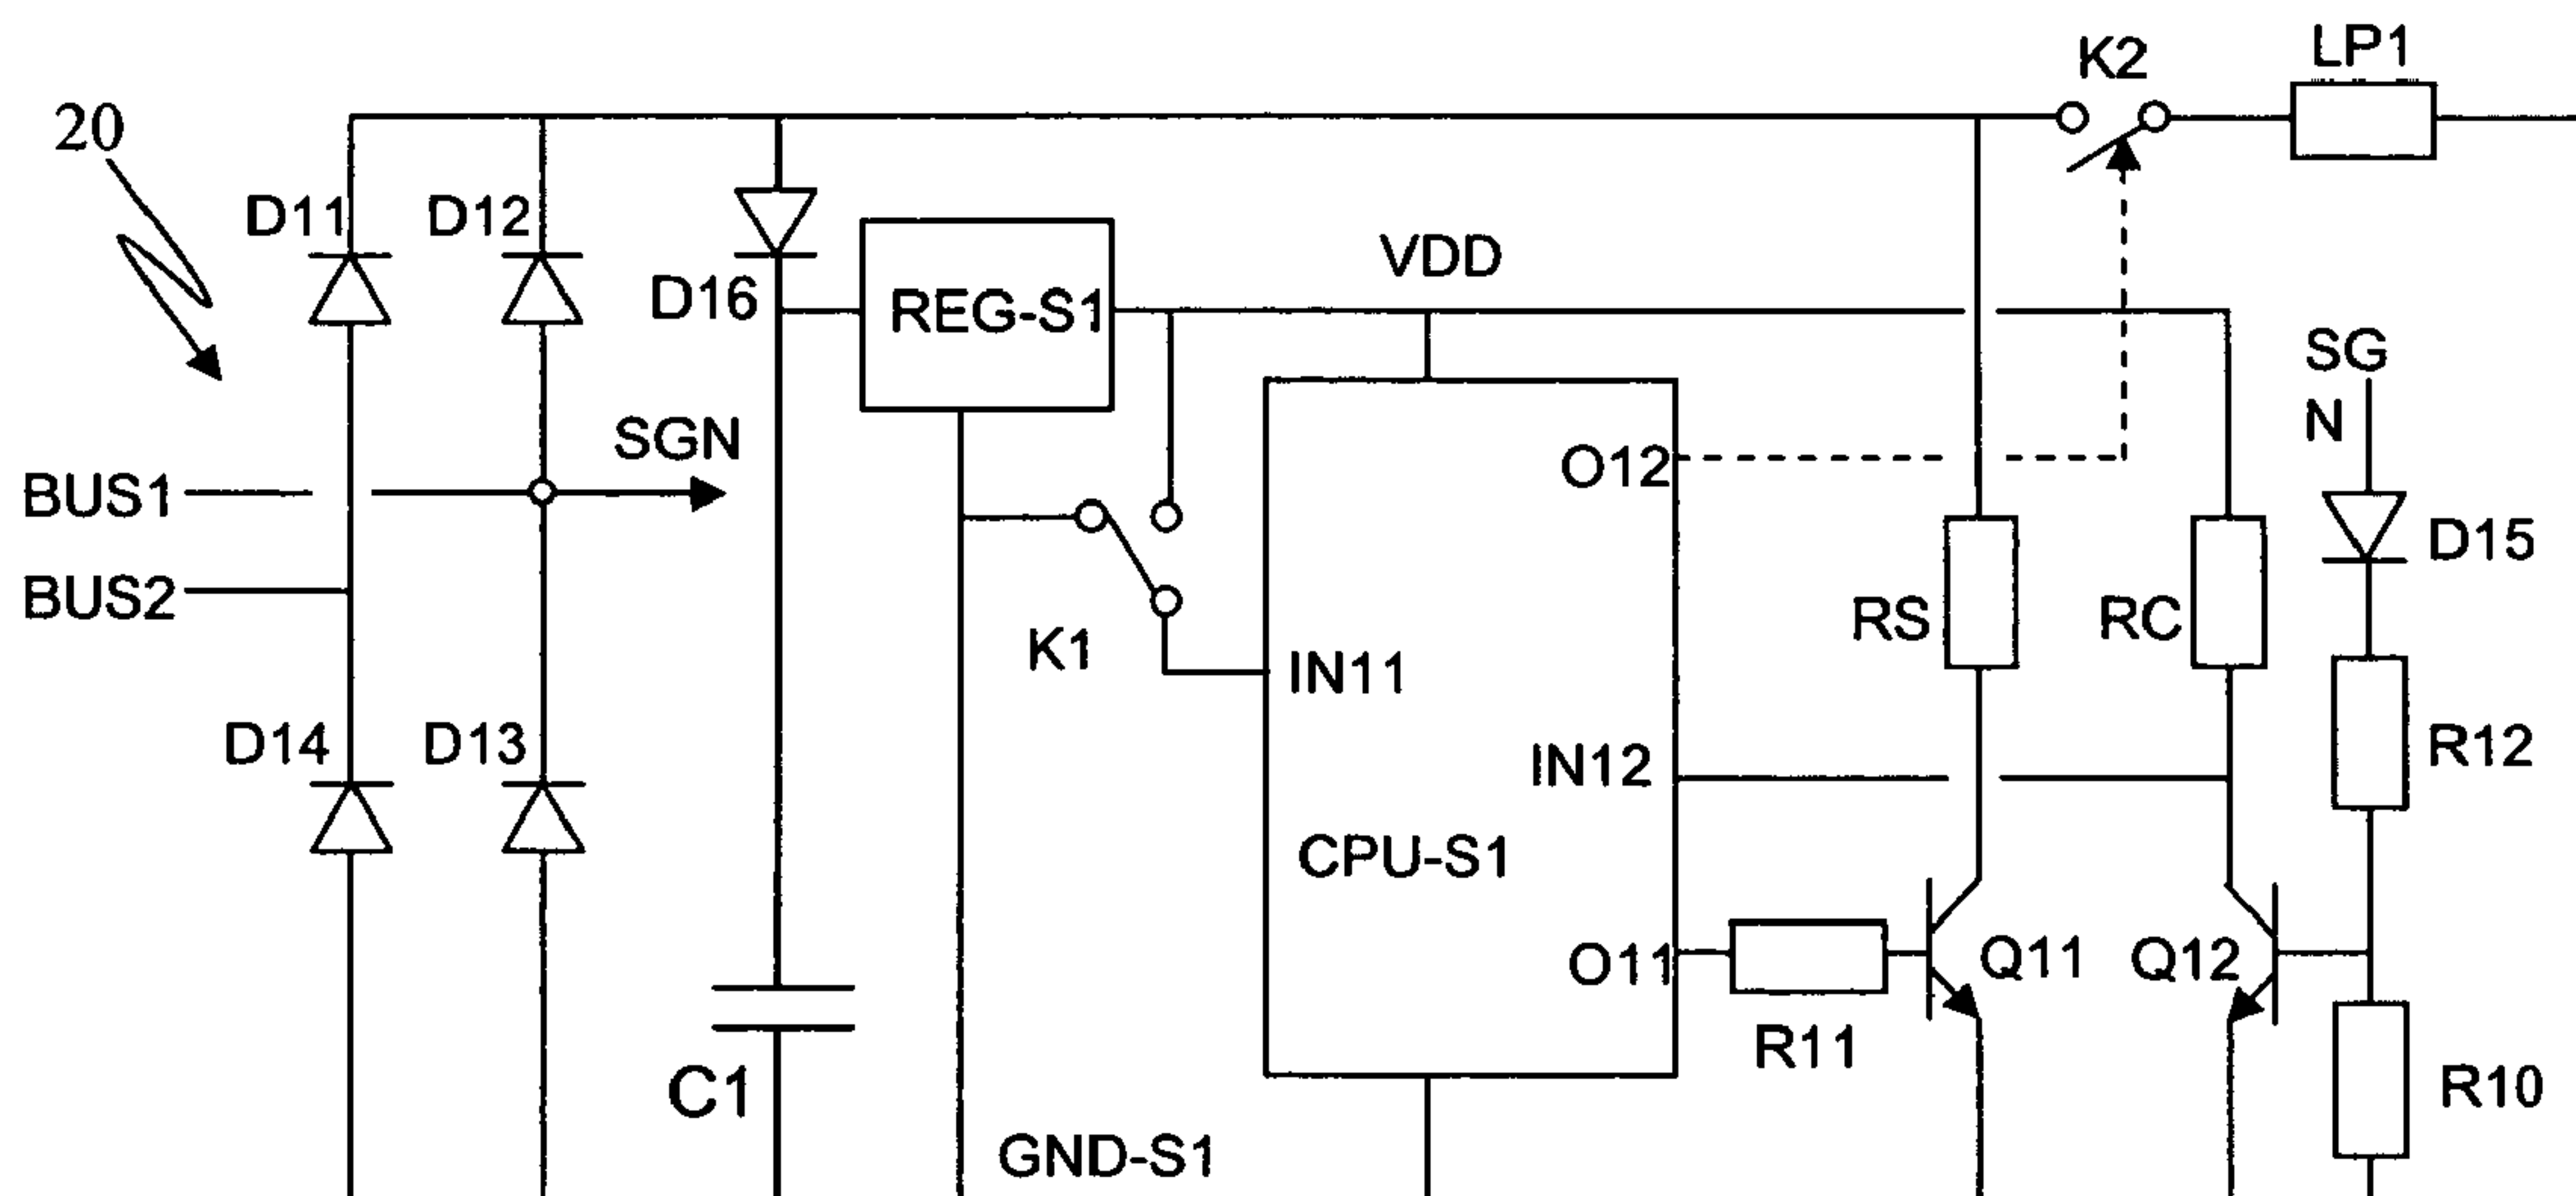 K2
LP1
20
D11
D12
D16
REG-S1
VDD
SG
N
SGN
BUS1
BUS2
O12
D15
K1
IN11
RS
RC
D14
D13
IN12
R12
CPU-S1
O11
Q11
Q12
R11
C1
R10
GND-S1